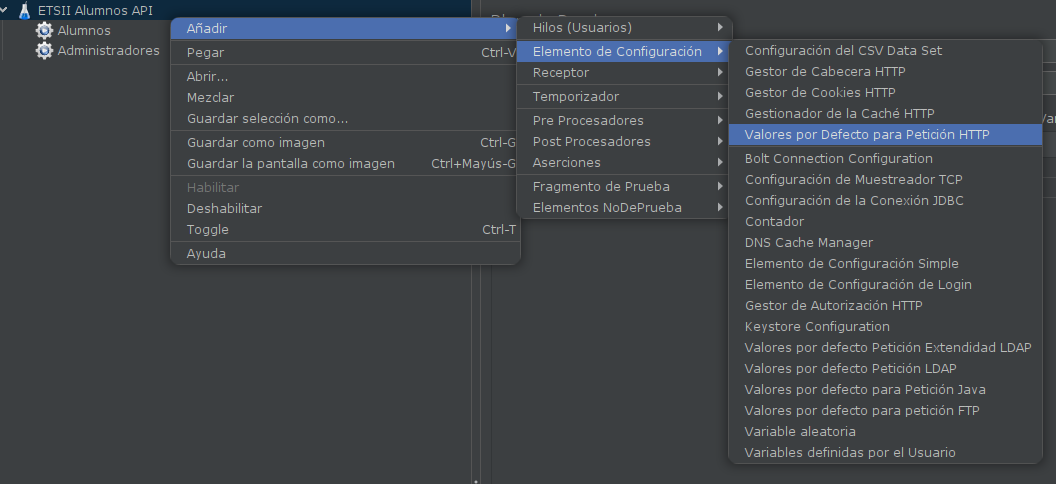 ETSII Alumnos API
Alumnos
Administradores
Añadir
Pegar Ctrl-V
Abrir...
Mezclar
Guardar selección como...
Guardar como imagen Ctrl-G
Guardar la pantalla como imagen Ctrl+Mayús-G
Habilitar
Deshabilitar
Toggle Ctrl-T
Ayuda
Hilos (Usuarios)
Elemento de Configuración
Receptor
Temporizador
Pre Procesadores
Post Procesadores
Aserciones
Fragmento de Prueba
Elementos NoDePrueba
Configuración del CSV Data Set
Gestor de Cabecera HTTP
Gestor de Cookies HTTP
Gestionador de la Caché HTTP
Valores por Defecto para Petición HTTP
Bolt Connection Configuration
Configuración de Muestreador TCP
Configuración de la Conexión JDBC
Contador
DNS Cache Manager
Elemento de Configuración Simple
Elemento de Configuración de Login
Gestor de Autorización HTTP
Keystore Configuration
Valores por defecto Petición Extendidad LDAP
Valores por defecto Petición LDAP
Valores por defecto para Petición Java
Valores por defecto para petición FTP
Variable aleatoria
Variables definidas por el Usuario